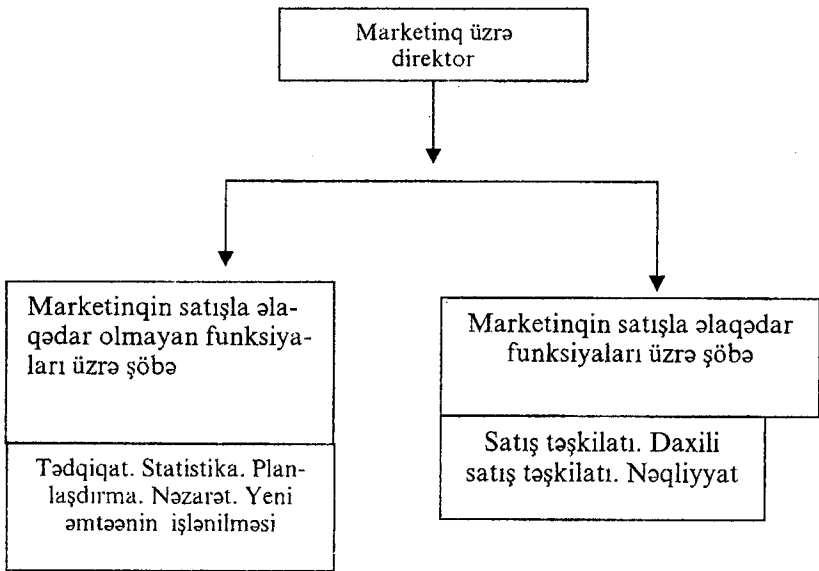 Marketinq üzrə
direktor
Marketinqin satışla əla-
qədar olmayan funksiya-
ları üzrə şöbə
Tədqiqat. Statistika. Plan-
laşdırma. Nəzarət. Yeni
əmtəənin işlənilməsi
Marketinqin satışla əlaqədar
funksiyaları üzrə şöbə
Satış təşkilatı. Daxili
satış təşkilatı. Nəqliyyat